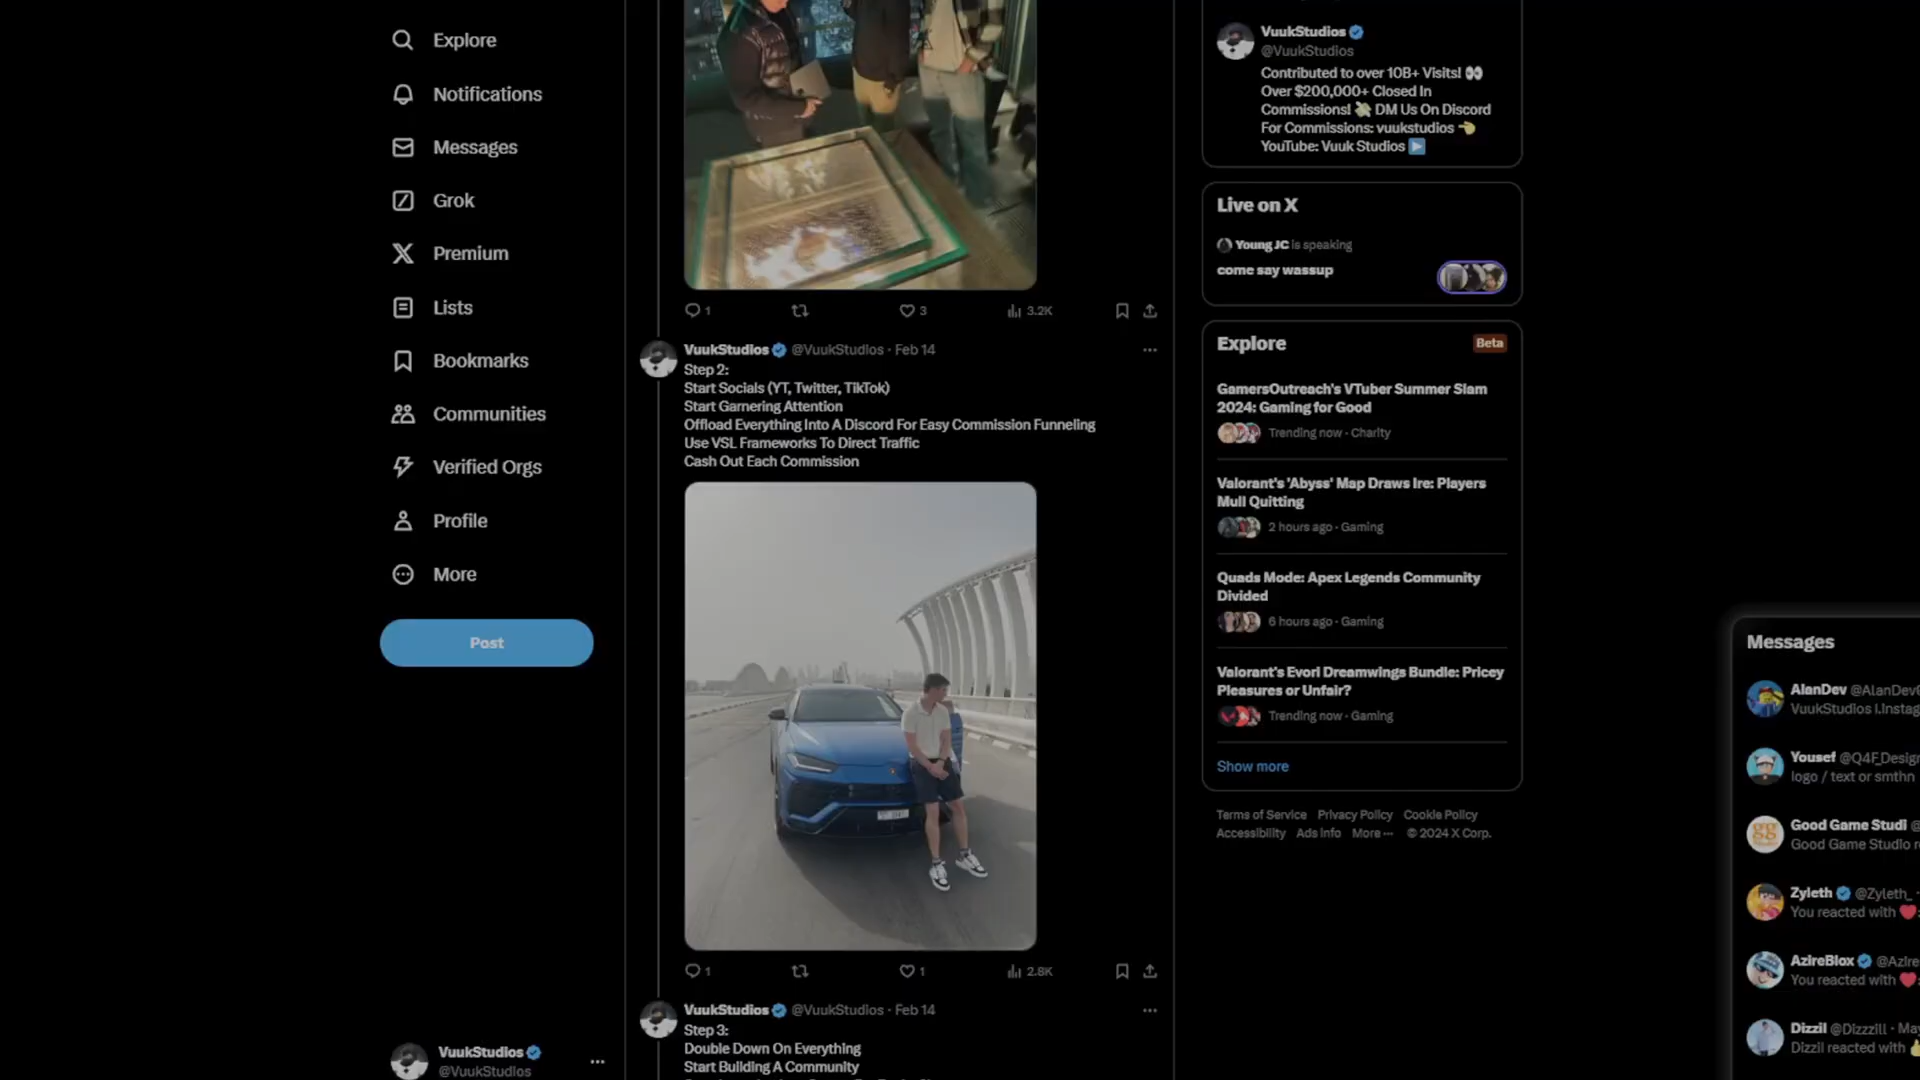 Explore
Notifications
Messages
Grok
Premium
Lists
Bookmarks
Communities
Verified Orgs
Profile
More
Post
VuukStudios
@VuukStudios
1
3
3.2K
VuukStudios @VuukStudios · Feb 14
Step 2:
Start Socials (YT, Twitter, TikTok)
Start Garnering Attention
Offload Everything Into A Discord For Easy Commission Funneling
Use VSL Frameworks To Direct Traffic
Cash Out Each Commission
1
1
2.8K
VuukStudios @VuukStudios · Feb 14
Step 3:
Double Down On Everything
Start Building A Community
VuukStudios
@VuukStudios
Contributed to over 10B+ Visits!
Over $200,000+ Closed In
Commissions! DM Us On Discord
For Commissions: vuukstudios
YouTube: Vuuk Studios
Live on X
Young JC is speaking
come say wassup
Explore
Beta
GamersOutreach's VTuber Summer Slam
2024: Gaming for Good
Trending now · Charity
Valorant's 'Abyss' Map Draws Ire: Players
Mull Quitting
2 hours ago · Gaming
Quads Mode: Apex Legends Community
Divided
6 hours ago · Gaming
Valorant's Evori Dreamwings Bundle: Pricey
Pleasures or Unfair?
Trending now · Gaming
Show more
Terms of Service Privacy Policy Cookie Policy
Accessibility Ads info More ··· © 2024 X Corp.
Messages
AlanDev
VuukStudios
Yousef @Q4F_Design
logo / text or smthn
Good Game Studi
Good Game Studio
Zyleth @Zyleth_
You reacted with
AzireBlox
You reacted with
Dizzil @Dizzzill ·
Dizzil reacted with